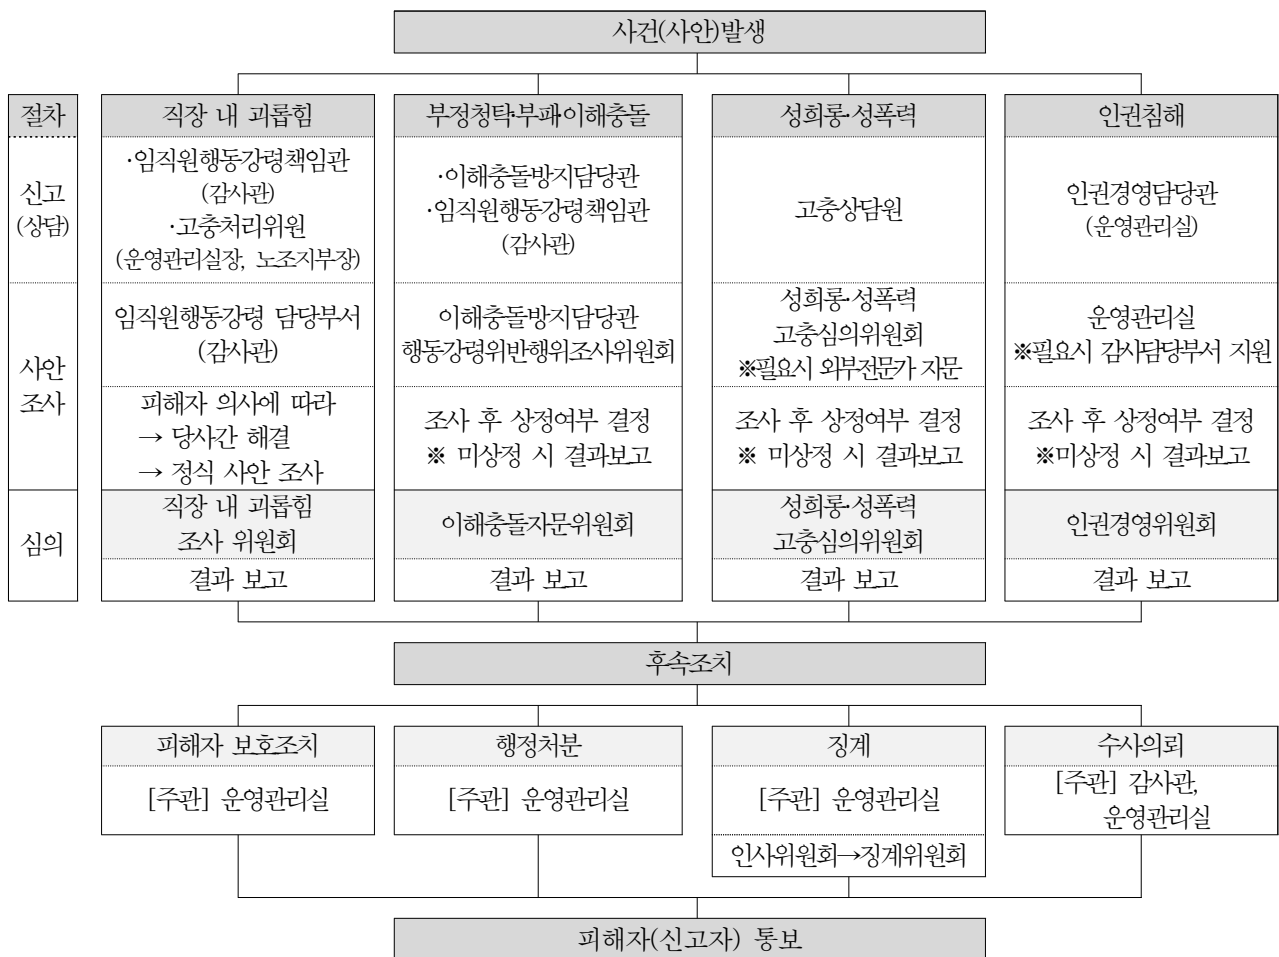 사건(사안)발생
절차
직장 내 괴롭힘
부정청탁·부패·이해충돌
성희롱·성폭력
인권침해
신고
(상담)
·임직원행동강령책임관
(감사관)
·고충처리위원
(운영관리실장, 노조지부장)
·이해충돌방지담당관
·임직원행동강령책임관
(감사관)
고충상담원
인권경영담당관
(운영관리실)
사안
조사
임직원행동강령 담당부서
(감사관)
이해충돌방지담당관
행동강령위반행위조사위원회
성희롱·성폭력
고충심의위원회
※필요시 외부전문가 자문
운영관리실
※필요시 감사담당부서 지원
피해자 의사에 따라
→ 당사간 해결
→ 정식 사안 조사
조사 후 상정여부 결정
※ 미상정 시 결과보고
조사 후 상정여부 결정
※ 미상정 시 결과보고
조사 후 상정여부 결정
※미상정 시 결과보고
심의
직장 내 괴롭힘
조사 위원회
이해충돌자문위원회
성희롱·성폭력
고충심의위원회
인권경영위원회
결과 보고
결과 보고
결과 보고
결과 보고
후속조치
피해자 보호조치
행정처분
징계
수사의뢰
[주관] 운영관리실
[주관] 운영관리실
[주관] 운영관리실
[주관] 감사관,
운영관리실
인사위원회→징계위원회
피해자(신고자) 통보